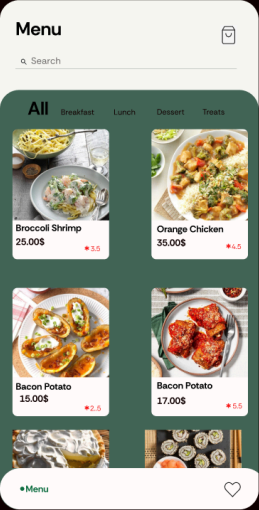 Menu
Search
All Breakfast Lunch Dessert Treats
Broccoli Shrimp
25.00$
*3.5
Orange Chicken
35.00$
*4.5
Bacon Potato
15.00$
*2.5
Bacon Potato
17.00$
*5.5
•Menu